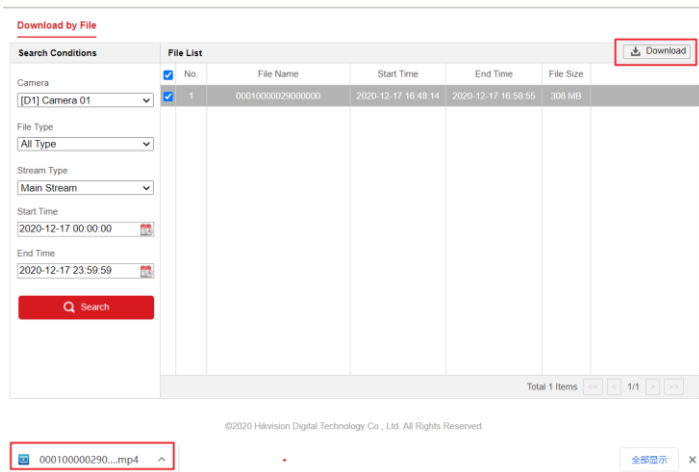 Download by File
Search Conditions
File List
Download
Camera
[D1] Camera 01
File Type
All Type
Stream Type
Main Stream
Start Time
2020-12-17 00:00:00
End Time
2020-12-17 23:59:59
Search
No. File Name Start Time End Time File Size
1 00010000029000000 2020-12-17 16:48:14 2020-12-17 16:58:55 308 MB
Total 1 Items << < 1/1 > >>
©2020 Hikvision Digital Technology Co., Ltd. All Rights Reserved.
000100000290....mp4
全部显示